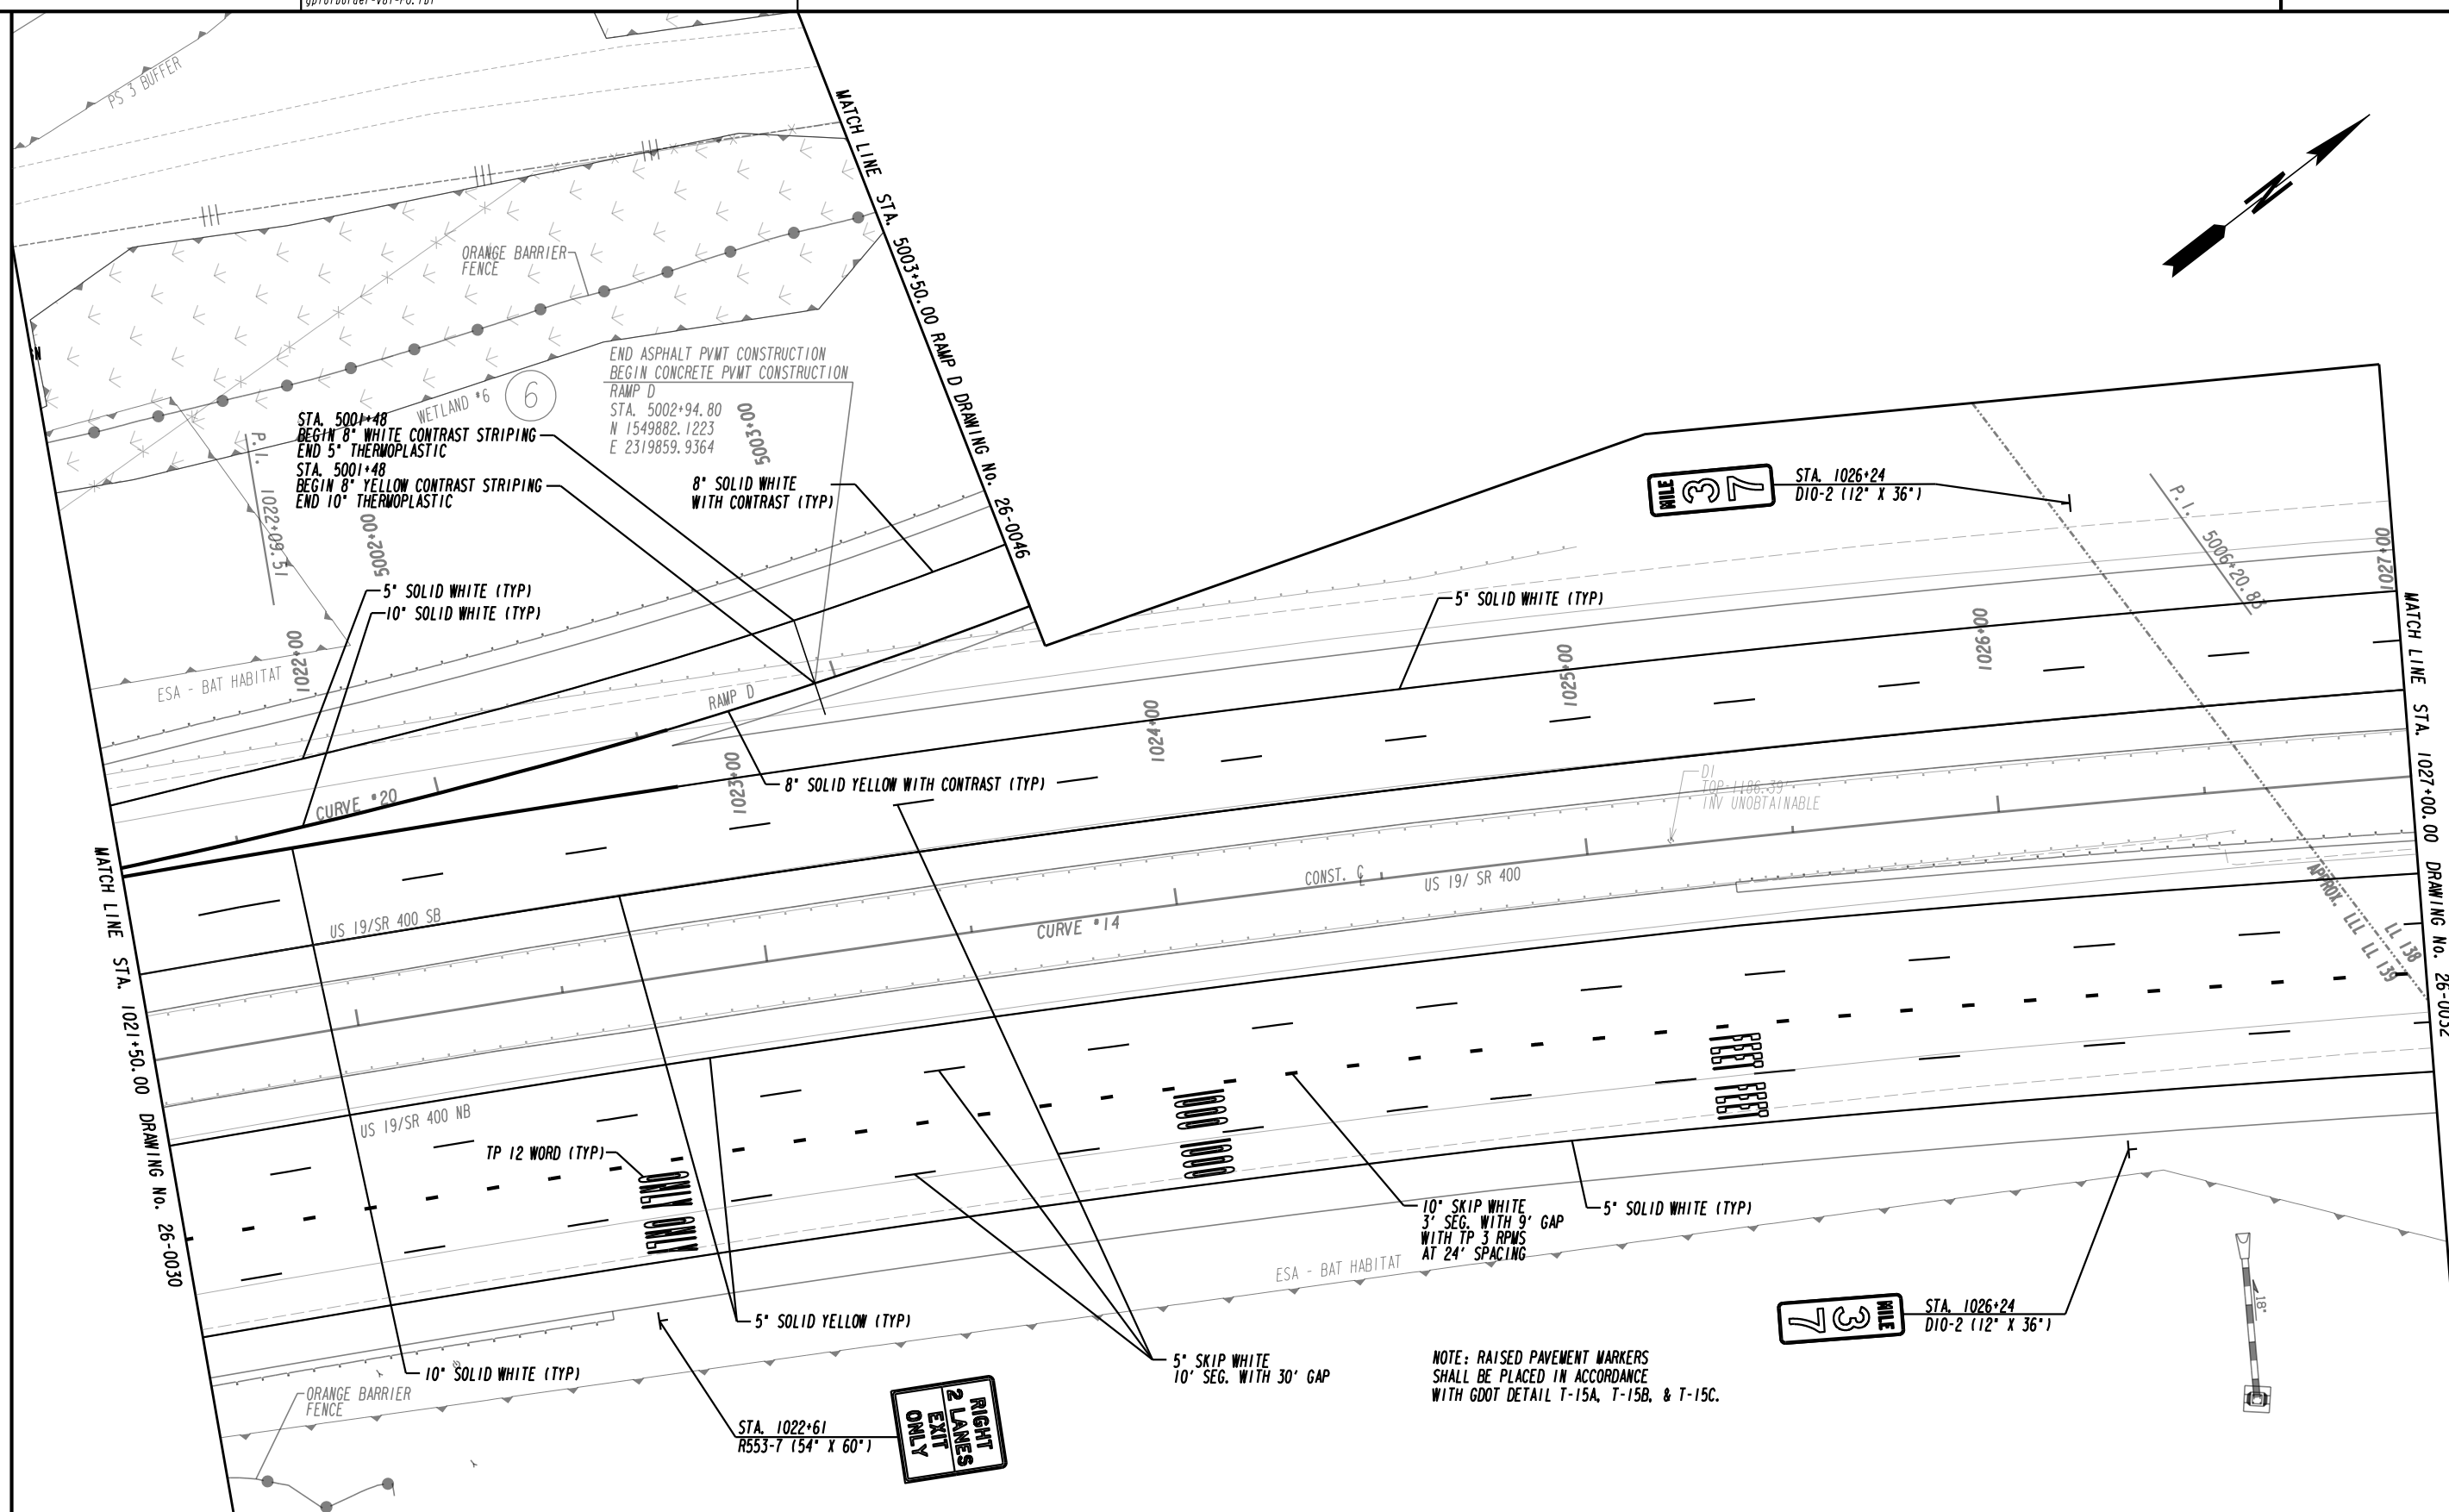 PS 3 BUFFER
MATCH LINE STA. 5003+50.00 RAMP D DRAWING No. 26-0046
N
ORANGE BARRIER
FENCE
END ASPHALT PVMT CONSTRUCTION
BEGIN CONCRETE PVMT CONSTRUCTION
RAMP D
STA. 5002+94.80
N 1549882.1223
E 2319859.9364
WETLAND #6
6
5003+00
STA. 5001+48
BEGIN 8" WHITE CONTRAST STRIPING
END 5" THERMOPLASTIC
STA. 5001+48
BEGIN 8" YELLOW CONTRAST STRIPING
END 10" THERMOPLASTIC
P.I. 1022+09.51
5002+00
8" SOLID WHITE
WITH CONTRAST (TYP)
MILE
37
STA. 1026+24
D10-2 (12" X 36")
P.I. 5006+20.83
1027+00
5" SOLID WHITE (TYP)
10" SOLID WHITE (TYP)
5" SOLID WHITE (TYP)
1022+00
ESA - BAT HABITAT
RAMP D
1026+00
1025+00
1024+00
1023+00
MATCH LINE STA. 1027+00.00 DRAWING No. 26-0032
8" SOLID YELLOW WITH CONTRAST (TYP)
CURVE #20
DI
TOP-1186.39'
INV UNOBTAINABLE
CONST. CL
US 19/ SR 400
US 19/SR 400 SB
CURVE #14
APPROX. LLL
LL 138
LL 139
MATCH LINE STA. 1021+50.00 DRAWING No. 26-0030
US 19/SR 400 NB
TP 12 WORD (TYP)
ONLY ONLY
10" SKIP WHITE
3' SEG. WITH 9' GAP
WITH TP 3 RPMS
AT 24' SPACING
5" SOLID WHITE (TYP)
ESA - BAT HABITAT
18"
5" SOLID YELLOW (TYP)
MILE
37
STA. 1026+24
D10-2 (12" X 36")
10" SOLID WHITE (TYP)
5" SKIP WHITE
10' SEG. WITH 30' GAP
NOTE: RAISED PAVEMENT MARKERS
SHALL BE PLACED IN ACCORDANCE
WITH GDOT DETAIL T-15A, T-15B, & T-15C.
ORANGE BARRIER
FENCE
STA. 1022+61
R553-7 (54" X 60")
RIGHT
2 LANES
EXIT
ONLY